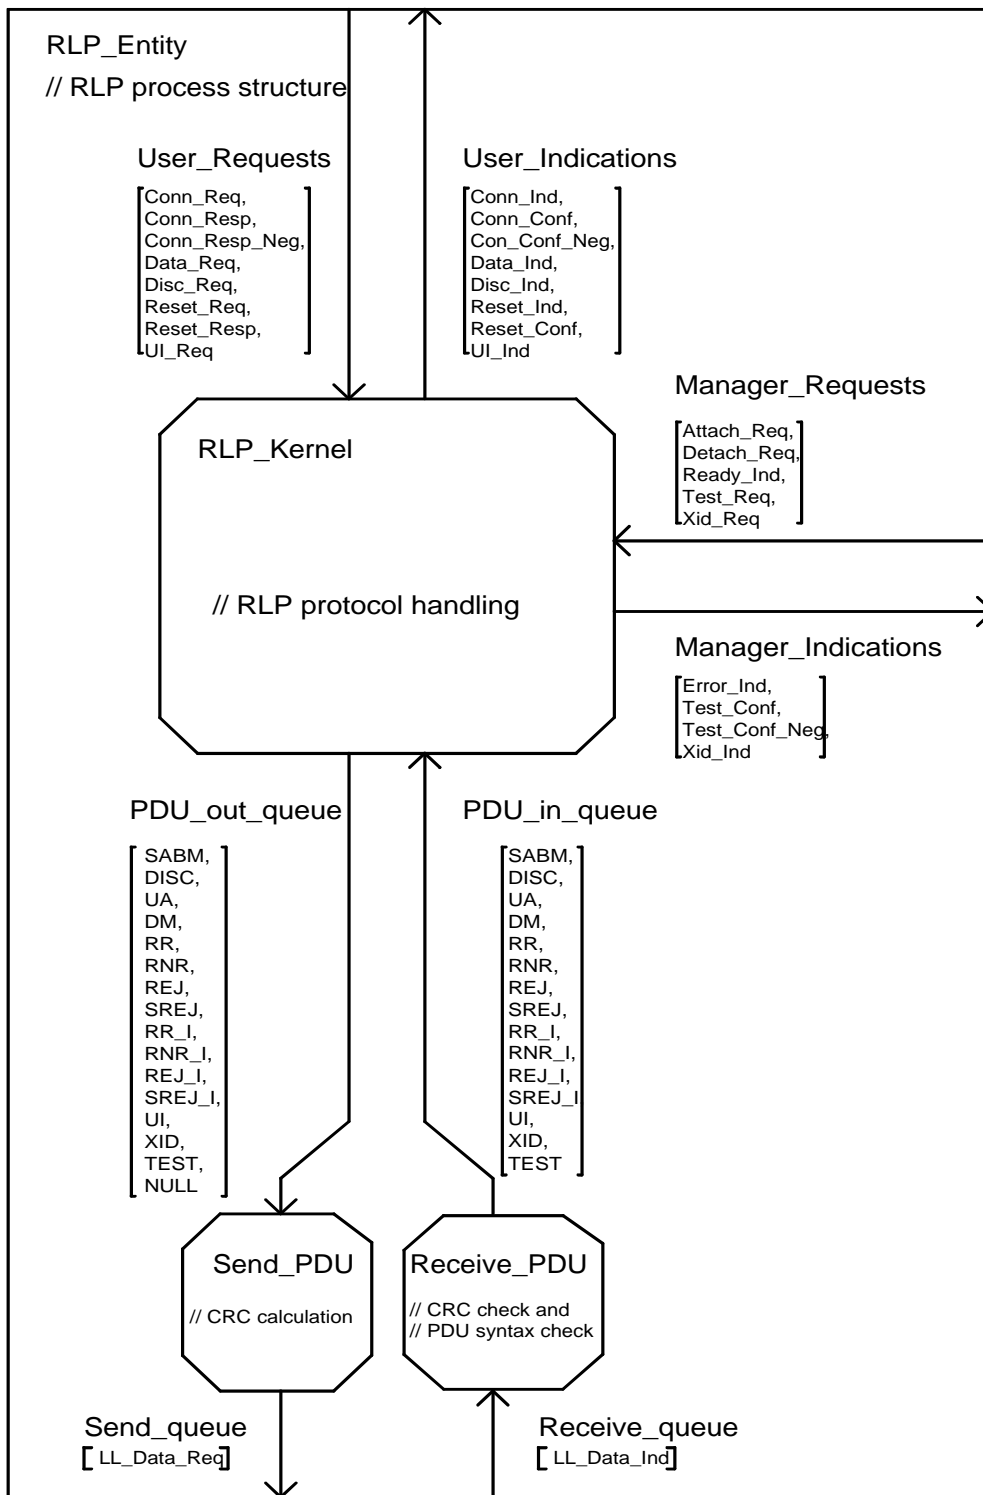 RLP_Entity
// RLP process structure
User_Requests
[Conn_Req,
Conn_Resp,
Conn_Resp_Neg,
Data_Req,
Disc_Req,
Reset_Req,
Reset_Resp,
UI_Req]
User_Indications
[Conn_Ind,
Conn_Conf,
Con_Conf_Neg,
Data_Ind,
Disc_Ind,
Reset_Ind,
Reset_Conf,
UI_Ind]
Manager_Requests
[Attach_Req,
Detach_Req,
Ready_Ind,
Test_Req,
Xid_Req]
RLP_Kernel
// RLP protocol handling
Manager_Indications
[Error_Ind,
Test_Conf,
Test_Conf_Neg,
Xid_Ind]
PDU_out_queue
[SABM,
DISC,
UA,
DM,
RR,
RNR,
REJ,
SREJ,
RR_I,
RNR_I,
REJ_I,
SREJ_I,
UI,
XID,
TEST,
NULL]
PDU_in_queue
[SABM,
DISC,
UA,
DM,
RR,
RNR,
REJ,
SREJ,
RR_I,
RNR_I,
REJ_I,
SREJ_I
UI,
XID,
TEST]
Send_PDU
// CRC calculation
Receive_PDU
// CRC check and
// PDU syntax check
Send_queue
[LL_Data_Req]
Receive_queue
[LL_Data_Ind]